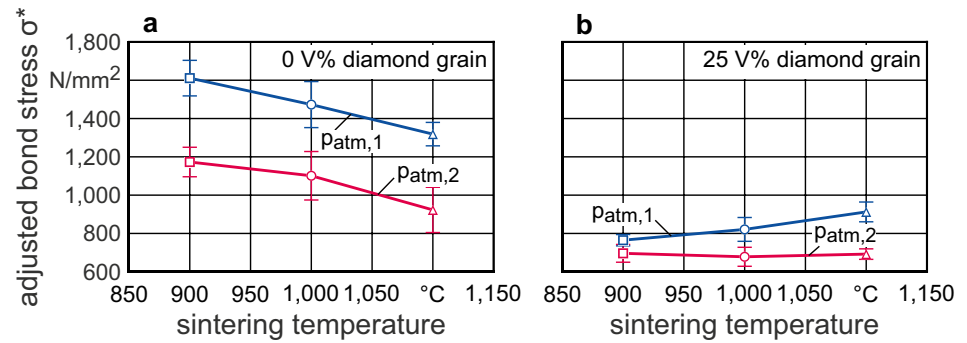 a
b
adjusted bond stress σ*
1,800
N/mm²
1,400
1,200
1,000
800
600
0 V% diamond grain
patm,1
patm,2
850 900 950 1,000 1,050 °C 1,150
sintering temperature
25 V% diamond grain
patm,1
patm,2
850 900 950 1,000 1,050 °C 1,150
sintering temperature